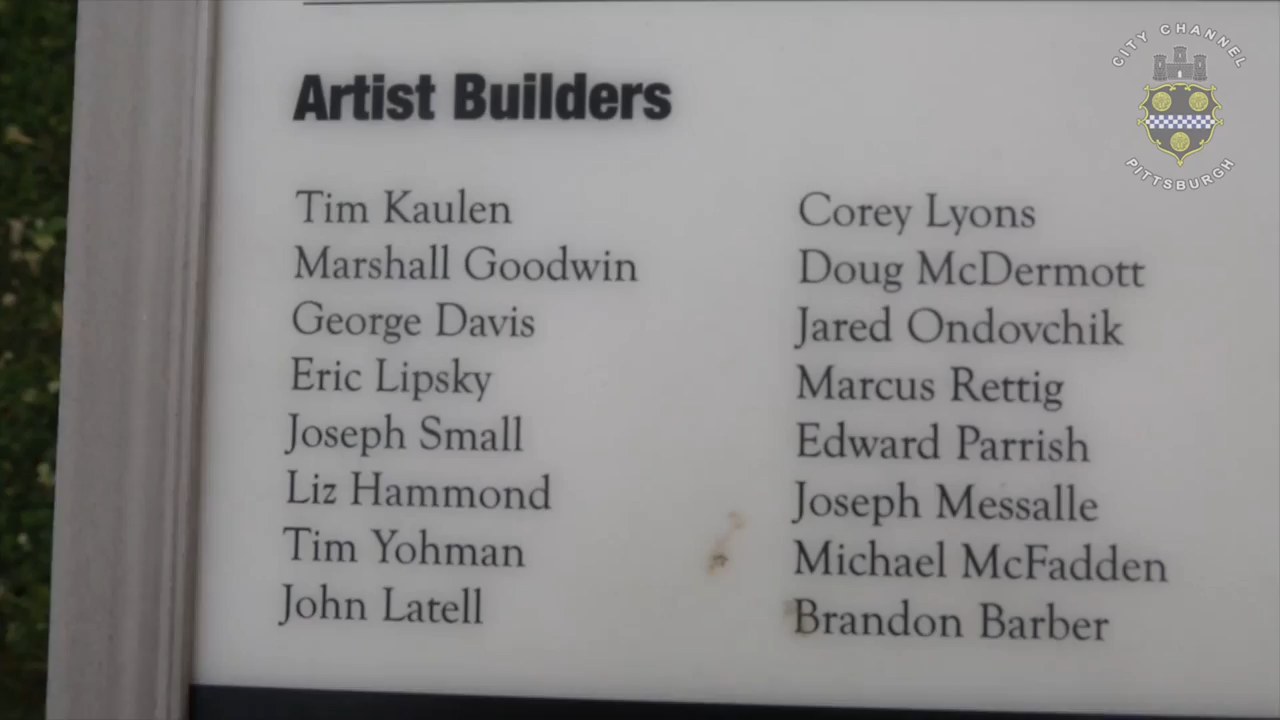 CITY CHANNEL
PITTSBURGH
Artist Builders
Tim Kaulen
Marshall Goodwin
George Davis
Eric Lipsky
Joseph Small
Liz Hammond
Tim Yohman
John Latell
Corey Lyons
Doug McDermott
Jared Ondovchik
Marcus Rettig
Edward Parrish
Joseph Messalle
Michael McFadden
Brandon Barber